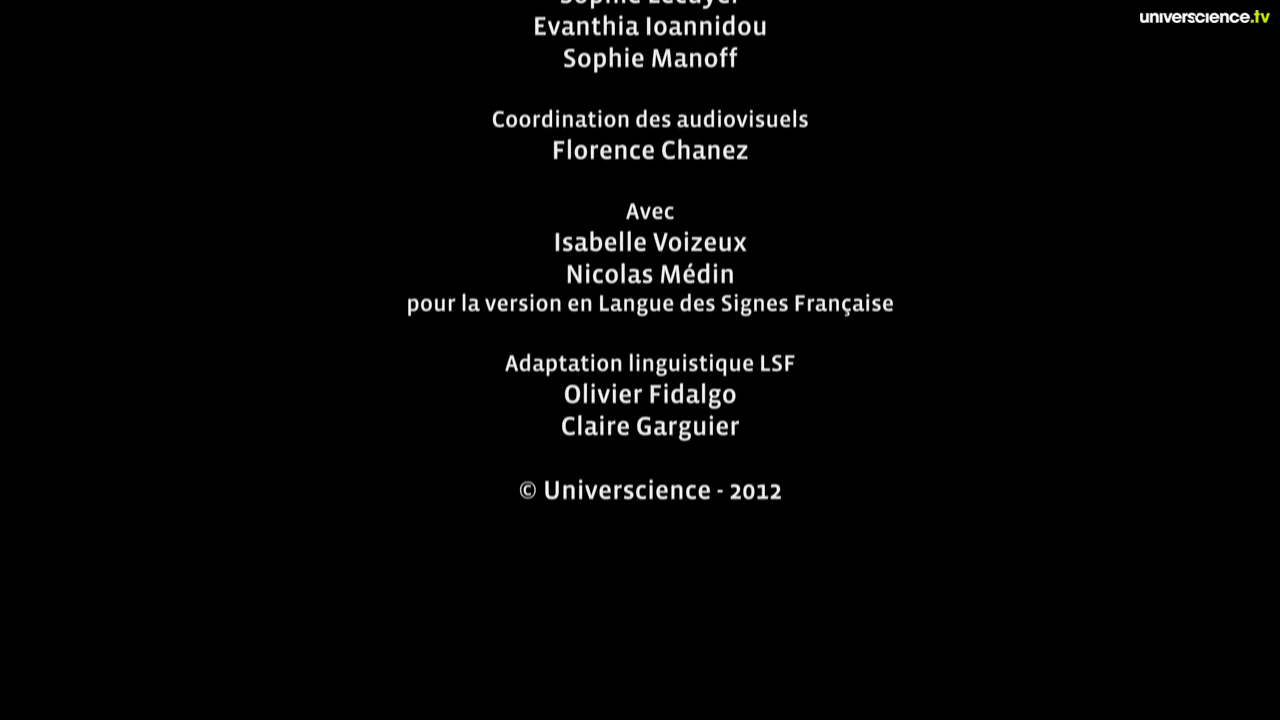 universcience.tv
Evanthia Ioannidou
Sophie Manoff
Coordination des audiovisuels
Florence Chanez
Avec
Isabelle Voizeux
Nicolas Médin
pour la version en Langue des Signes Française
Adaptation linguistique LSF
Olivier Fidalgo
Claire Garguier
© Universcience - 2012